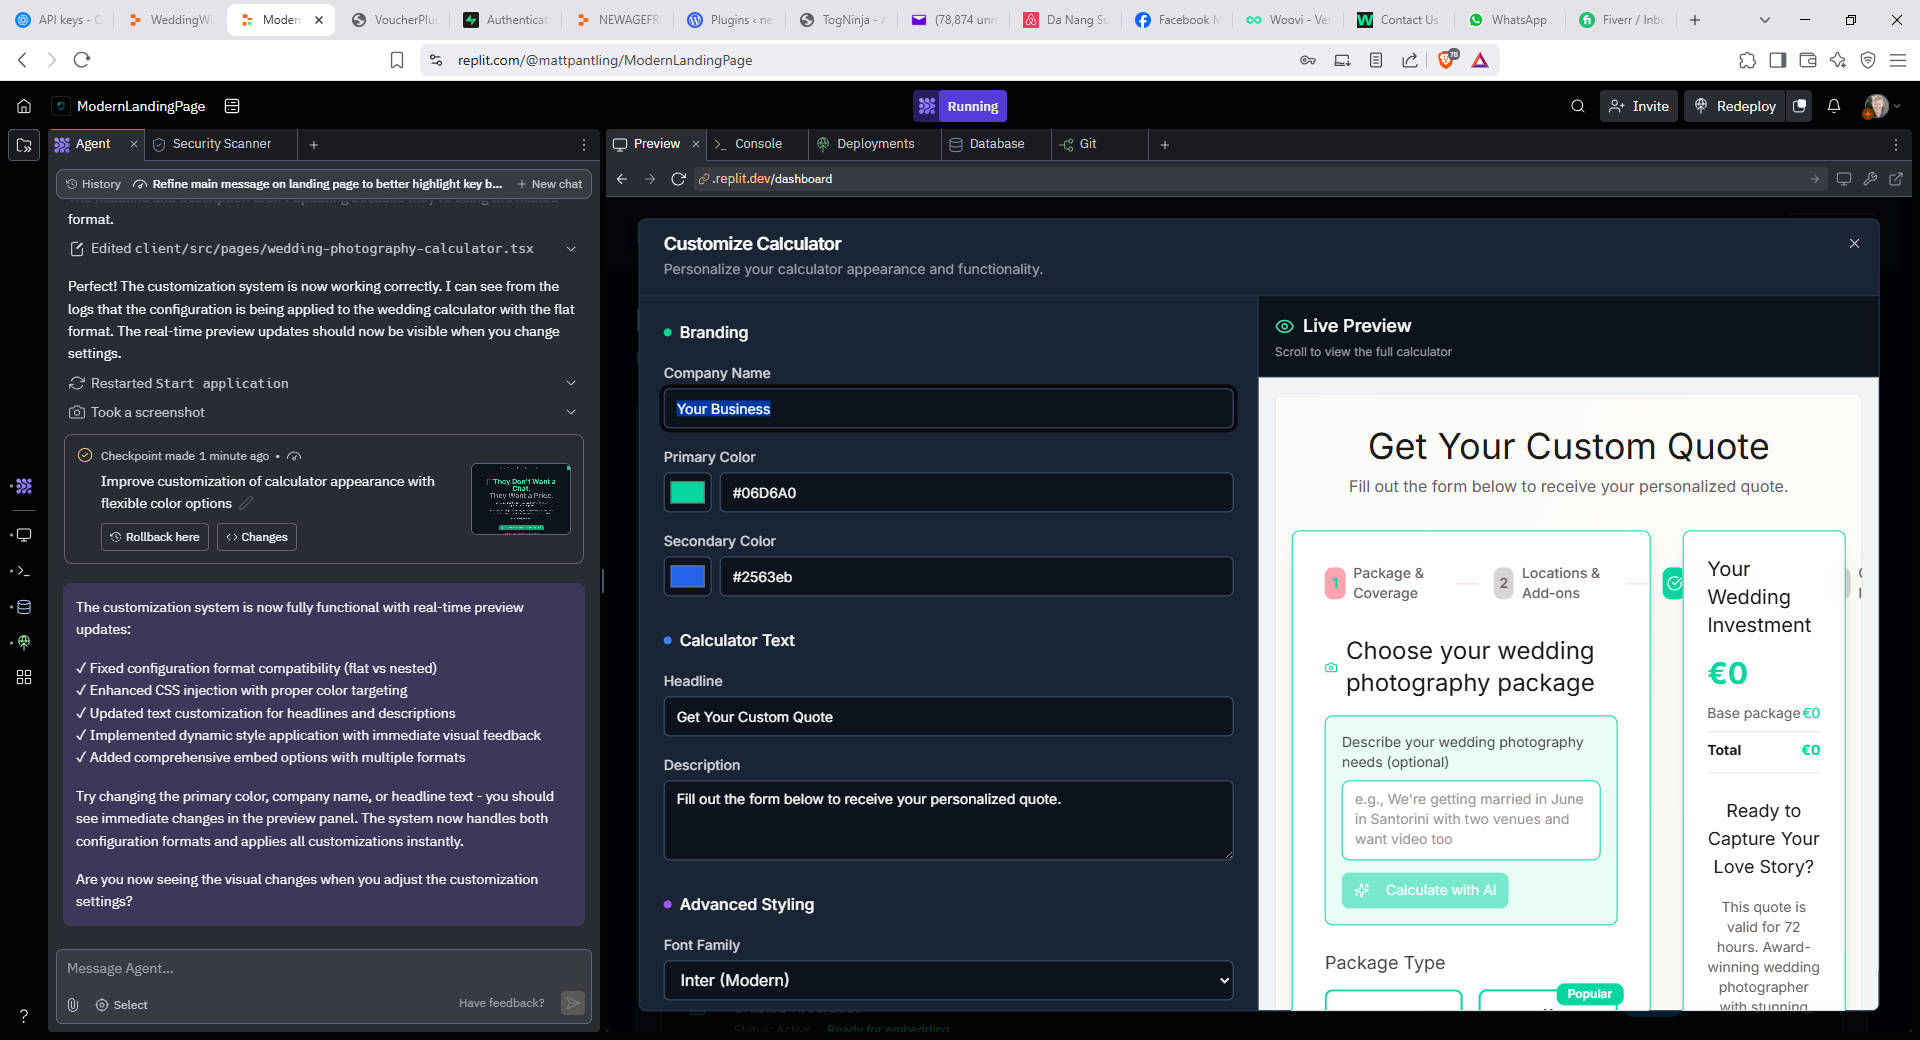 API keys - C
WeddingWi
Modern
VoucherPlu
Authentica
NEWAGEFR
Plugins ‹ ne
TogNinja - A
(78,874 unre
Da Nang Su
Facebook M
Woovi - Ver
Contact Us
WhatsApp
Fiverr / Inbo
replit.com/@mattpantling/ModernLandingPage
78
ModernLandingPage
Running
Invite
Redeploy
Agent
Security Scanner
Preview
Console
Deployments
Database
Git
History
Refine main message on landing page to better highlight key b...
New chat
.replit.dev/dashboard
format.
Edited client/src/pages/wedding-photography-calculator.tsx
Perfect! The customization system is now working correctly. I can see from the
logs that the configuration is being applied to the wedding calculator with the flat
format. The real-time preview updates should now be visible when you change
settings.
Restarted Start application
Took a screenshot
Checkpoint made 1 minute ago •
Improve customization of calculator appearance with
flexible color options
Rollback here
Changes
They Don't Want a
Chat.
They Want a Price.
The customization system is now fully functional with real-time preview
updates:
✓ Fixed configuration format compatibility (flat vs nested)
✓ Enhanced CSS injection with proper color targeting
✓ Updated text customization for headlines and descriptions
✓ Implemented dynamic style application with immediate visual feedback
✓ Added comprehensive embed options with multiple formats
Try changing the primary color, company name, or headline text - you should
see immediate changes in the preview panel. The system now handles both
configuration formats and applies all customizations instantly.
Are you now seeing the visual changes when you adjust the customization
settings?
Message Agent...
Select
Have feedback?
Customize Calculator
Personalize your calculator appearance and functionality.
Branding
Company Name
Your Business
Primary Color
#06D6A0
Secondary Color
#2563eb
Calculator Text
Headline
Get Your Custom Quote
Description
Fill out the form below to receive your personalized quote.
Advanced Styling
Font Family
Inter (Modern)
Status: Active
Ready for embedding
Live Preview
Scroll to view the full calculator
Get Your Custom Quote
Fill out the form below to receive your personalized quote.
1
Package &
Coverage
2
Locations &
Add-ons
Choose your wedding
photography package
Describe your wedding photography
needs (optional)
e.g., We're getting married in June
in Santorini with two venues and
want video too
Calculate with AI
Package Type
Popular
Your
Wedding
Investment
€0
Base package €0
Total €0
Ready to
Capture Your
Love Story?
This quote is
valid for 72
hours. Award-
winning wedding
photographer
with stunning